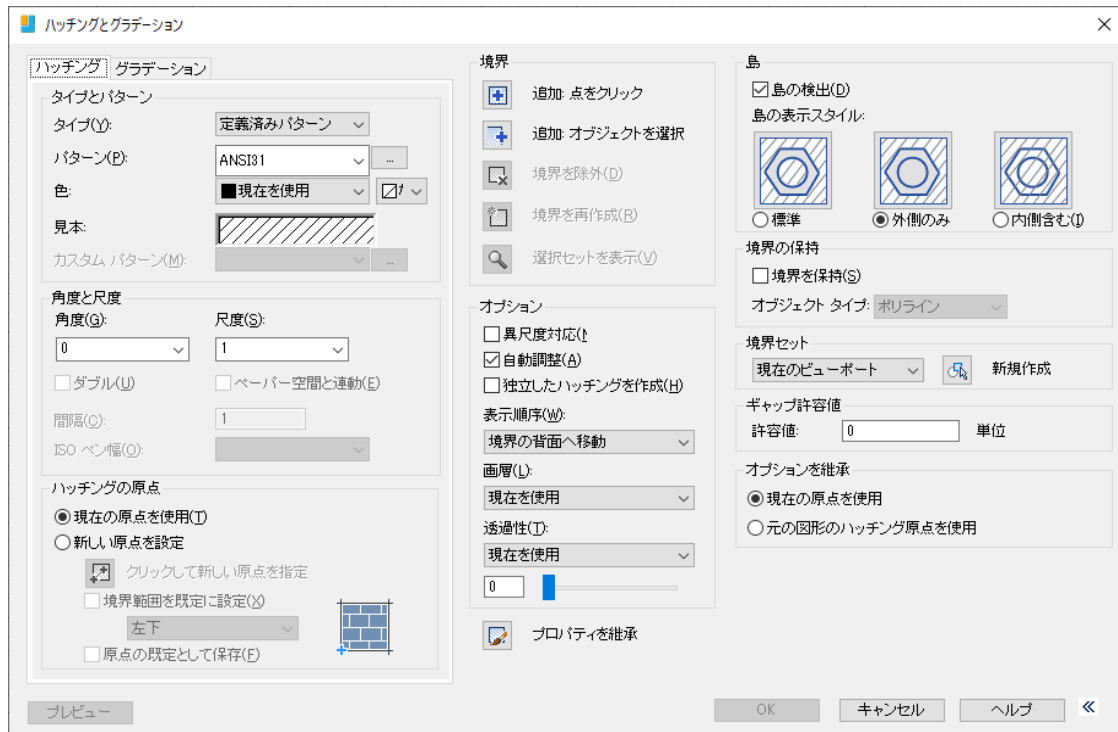 ハッチングとグラデーション
ハッチング グラデーション
タイプとパターン
タイプ(Y): 定義済みパターン
パターン(P): ANSI31 ...
色: 現在を使用
見本:
カスタム パターン(M): ...
角度と尺度
角度(G): 尺度(S):
0 1
ダブル(U) ペーパー空間と連動(E)
間隔(C): 1
ISO ペン幅(O):
ハッチングの原点
現在の原点を使用(T)
新しい原点を設定
クリックして新しい原点を指定
境界範囲を既定に設定(X)
左下
原点の既定として保存(F)
プレビュー
境界
追加: 点をクリック
追加: オブジェクトを選択
境界を除外(D)
境界を再作成(R)
選択セットを表示(V)
オプション
異尺度対応(
自動調整(A)
独立したハッチングを作成(H)
表示順序(W):
境界の背面へ移動
画層(L):
現在を使用
透過性(T):
現在を使用
0
プロパティを継承
島
島の検出(D)
島の表示スタイル:
標準 外側のみ 内側含む(I)
境界の保持
境界を保持(S)
オブジェクト タイプ: ポリライン
境界セット
現在のビューポート 新規作成
ギャップ許容値
許容値: 0 単位
オプションを継承
現在の原点を使用
元の図形のハッチング原点を使用
OK キャンセル ヘルプ